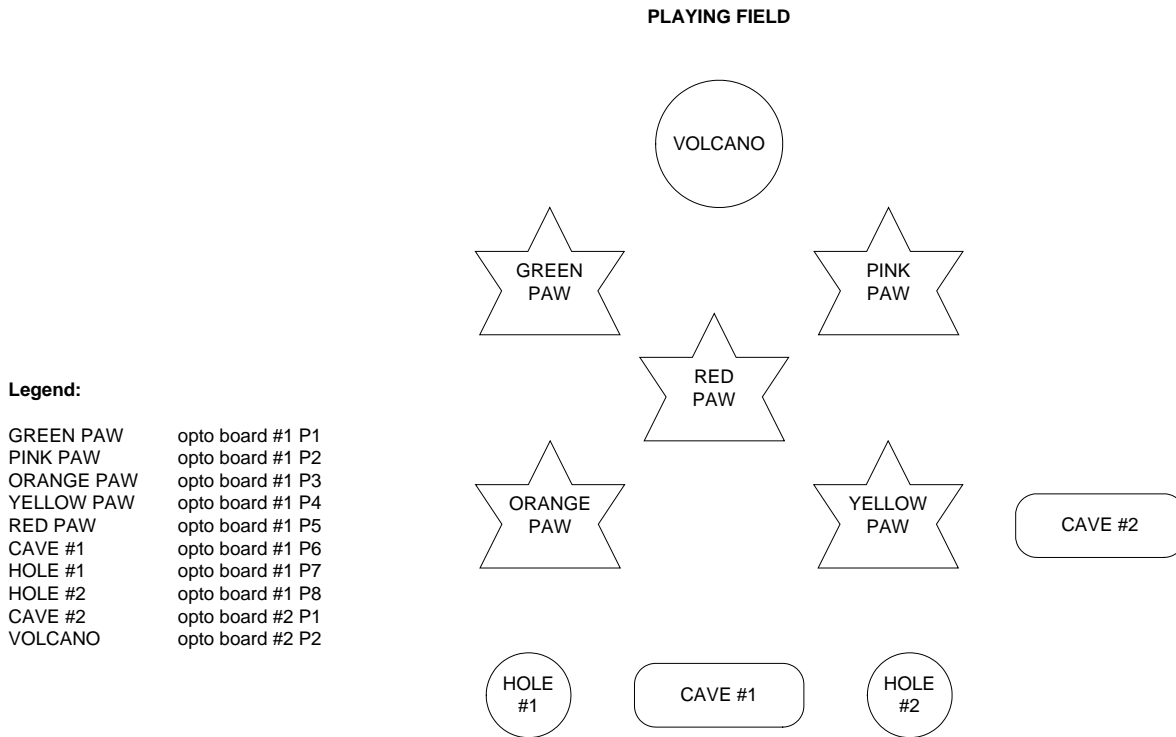 PLAYING FIELD
VOLCANO
GREEN
PAW
PINK
PAW
RED
PAW
Legend:
GREEN PAW opto board #1 P1
PINK PAW opto board #1 P2
ORANGE PAW opto board #1 P3
YELLOW PAW opto board #1 P4
RED PAW opto board #1 P5
CAVE #1 opto board #1 P6
HOLE #1 opto board #1 P7
HOLE #2 opto board #1 P8
CAVE #2 opto board #2 P1
VOLCANO opto board #2 P2
ORANGE
PAW
YELLOW
PAW
CAVE #2
HOLE
#1
CAVE #1
HOLE
#2